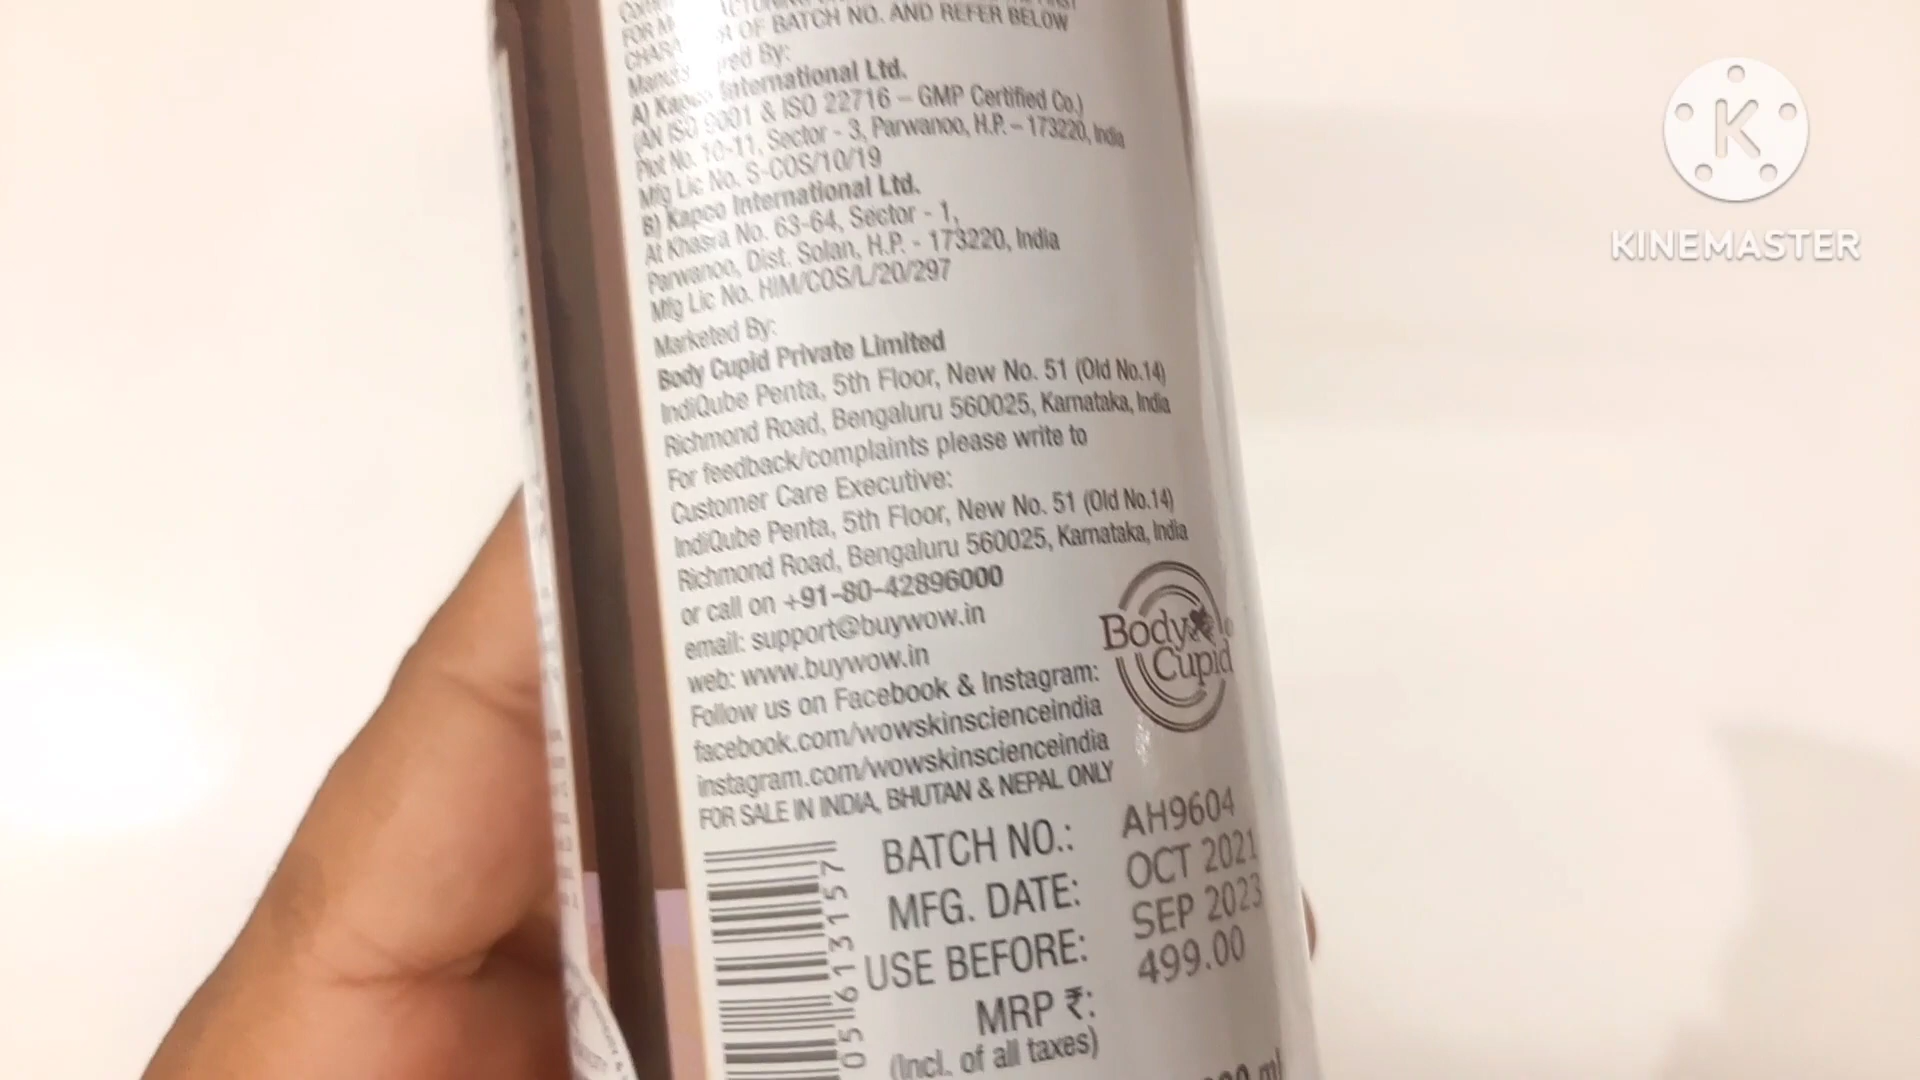 FOR M
CHARA OF BATCH NO. AND REFER BELOW
By:
A) International Ltd.
(AN ISO 9001 & ISO 22716 – GMP Certified Co.)
Plot No. 10-11, Sector - 3, Parwanoo, H.P. – 173220, India
Mfg Lic No. S-COS/10/19
B) Kapco International Ltd.
At Khasra No. 63-64, Sector - 1,
Parwanoo, Dist. Solan, H.P. - 173220, India
Mfg Lic No. HIM/COS/L/20/297
Marketed By:
Body Cupid Private Limited
IndiQube Penta, 5th Floor, New No. 51 (Old No.14)
Richmond Road, Bengaluru 560025, Karnataka, India
For feedback/complaints please write to
Customer Care Executive:
IndiQube Penta, 5th Floor, New No. 51 (Old No.14)
Richmond Road, Bengaluru 560025, Karnataka, India
or call on +91-80-42896000
email: support@buywow.in
web: www.buywow.in
Follow us on Facebook & Instagram:
facebook.com/wowskinscienceindia
instagram.com/wowskinscienceindia
FOR SALE IN INDIA, BHUTAN & NEPAL ONLY
Body
Cupid
BATCH NO.: AH9604
MFG. DATE: OCT 2021
USE BEFORE: SEP 2023
MRP ₹: 499.00
(Incl. of all taxes)
05613157
ml
K
KINEMASTER